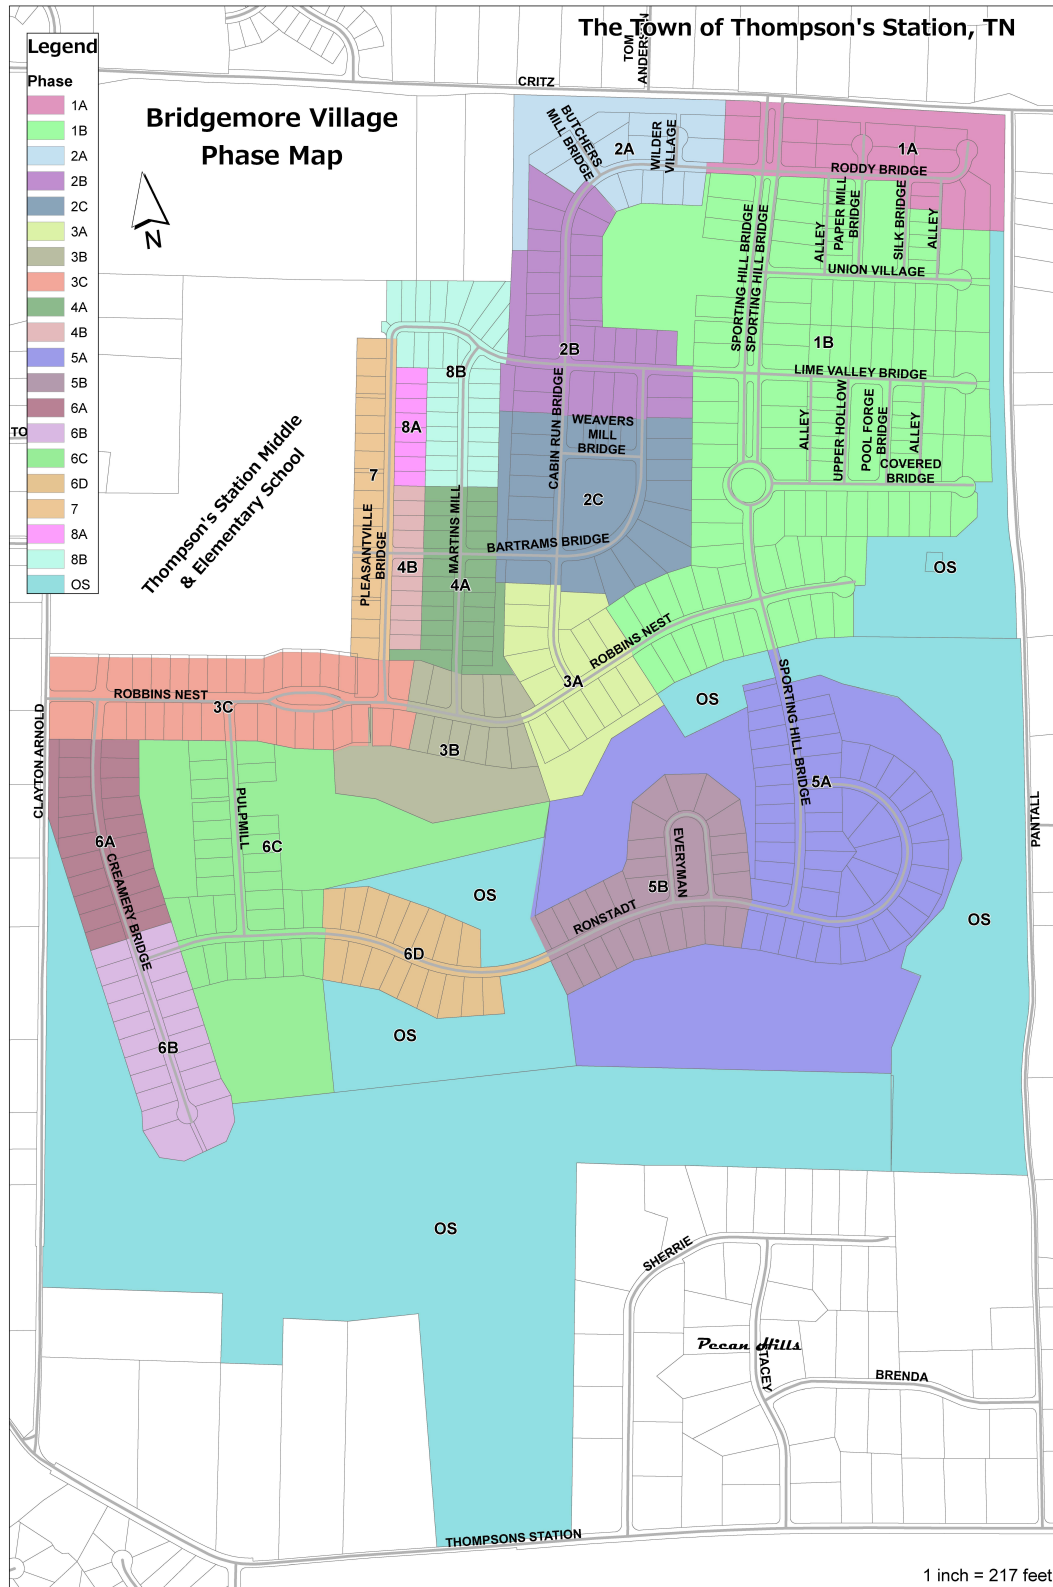 The Town of Thompson's Station, TN
Legend
Phase
1A
1B
2A
2B
2C
3A
3B
3C
4A
4B
5A
5B
6A
6B
6C
6D
7
8A
8B
OS
Bridgemore Village
Phase Map
N
TOM
ANDERSON
CRITZ
BUTCHERS
MILL BRIDGE
2A
WILDER
VILLAGE
1A
RODDY BRIDGE
ALLEY
PAPER MILL
BRIDGE
SILK BRIDGE
ALLEY
SPORTING HILL BRIDGE
SPORTING HILL BRIDGE
UNION VILLAGE
1B
LIME VALLEY BRIDGE
ALLEY
UPPER HOLLOW
POOL FORGE
BRIDGE
ALLEY
COVERED
BRIDGE
2B
8B
8A
7
CABIN RUN BRIDGE
WEAVERS
MILL
BRIDGE
2C
TO
Thompson's Station Middle
& Elementary School
PLEASANTVILLE
BRIDGE
MARTINS MILL
BARTRAMS BRIDGE
4B
4A
OS
ROBBINS NEST
3A
OS
ROBBINS NEST
3C
3B
SPORTING HILL BRIDGE
5A
CLAYTON ARNOLD
PANTALL
PULPMILL
6A
6C
CREAMERY BRIDGE
EVERYMAN
5B
OS
RONSTADT
OS
6D
OS
6B
OS
SHERRIE
Pecan Hills
STACEY
BRENDA
THOMPSONS STATION
1 inch = 217 feet